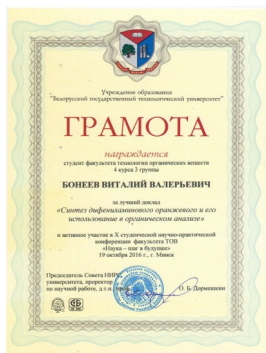 Учреждение образования
"Белорусский государственный технологический университет"
ГРАМОТА
награждается
студент факультета технологии органических веществ
4 курса 3 группы
БОНЕЕВ ВИТАЛИЙ ВАЛЕРЬЕВИЧ
за лучший доклад
«Синтез дифениламинового оранжевого и его
использование в органическом анализе»
и активное участие в X студенческой научно-практической
конференции факультета ТОВ
«Наука – шаг в будущее»
19 октября 2016 г., г. Минск
Председатель Совета НИРС
университета, проректор
по научной работе, д.т.н.
О. Б. Дормешкин